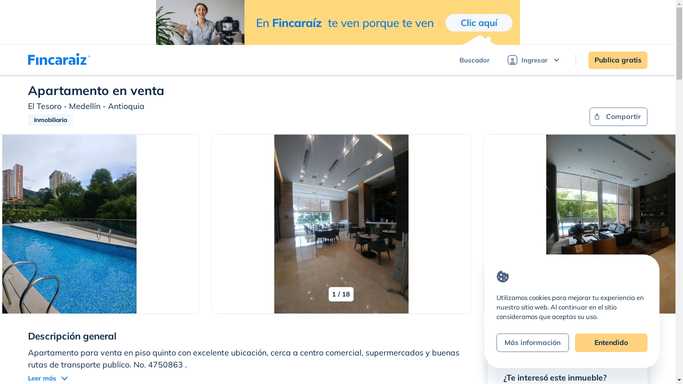 En Fincaraíz te ven porque te ven
Clic aquí
Fincaraiz
Buscador
Ingresar
Publica gratis
Apartamento en venta
El Tesoro - Medellín - Antioquia
Inmobiliaria
Compartir
1 / 18
Utilizamos cookies para mejorar tu experiencia en
nuestro sitio web. Al continuar en el sitio
consideramos que aceptas su uso.
Más información
Entendido
Descripción general
Apartamento para venta en piso quinto con excelente ubicación, cerca a centro comercial, supermercados y buenas
rutas de transporte publico. No. 4750863 .
Leer más
¿Te interesó este inmueble?